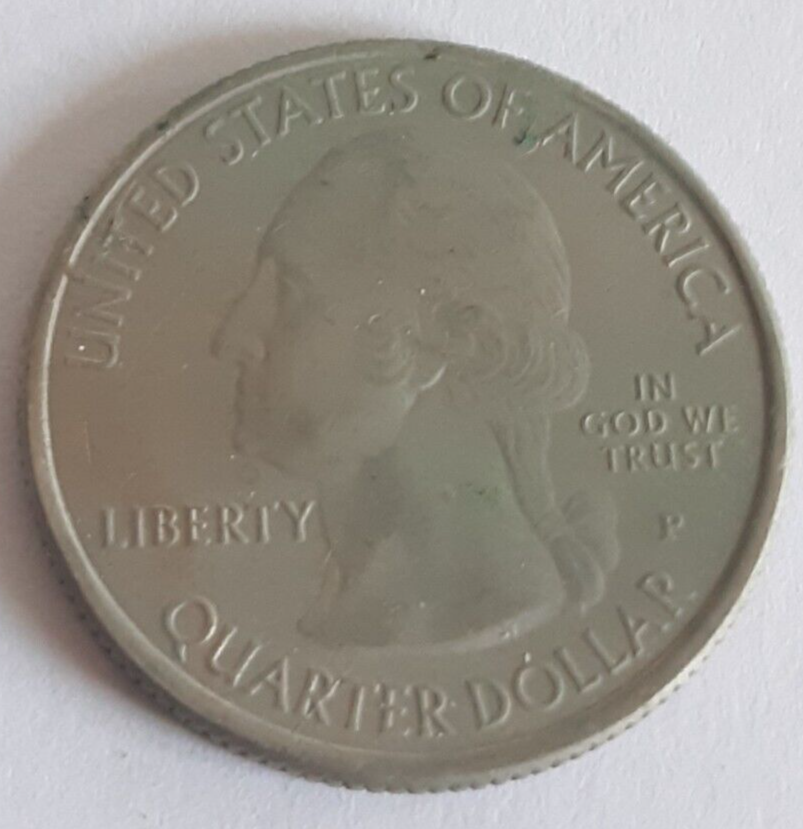 UNITED STATES OF AMERICA
LIBERTY
IN
GOD WE
TRUST
P
QUARTER DOLLAR